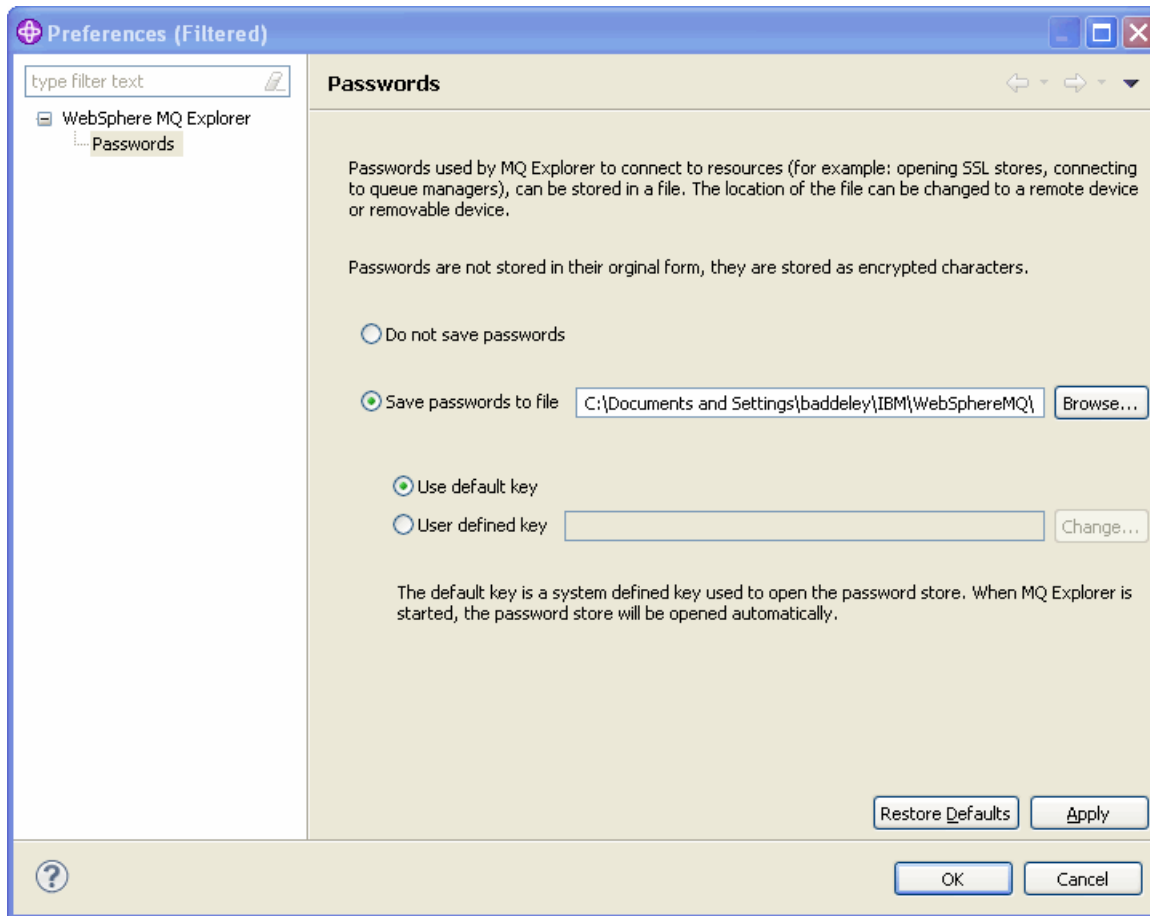 Preferences (Filtered)
type filter text
WebSphere MQ Explorer
Passwords
Passwords
Passwords used by MQ Explorer to connect to resources (for example: opening SSL stores, connecting
to queue managers), can be stored in a file. The location of the file can be changed to a remote device
or removable device.
Passwords are not stored in their orginal form, they are stored as encrypted characters.
Do not save passwords
Save passwords to file C:\Documents and Settings\baddeley\IBM\WebSphereMQ\ Browse...
Use default key
User defined key Change...
The default key is a system defined key used to open the password store. When MQ Explorer is
started, the password store will be opened automatically.
Restore Defaults Apply
? OK Cancel